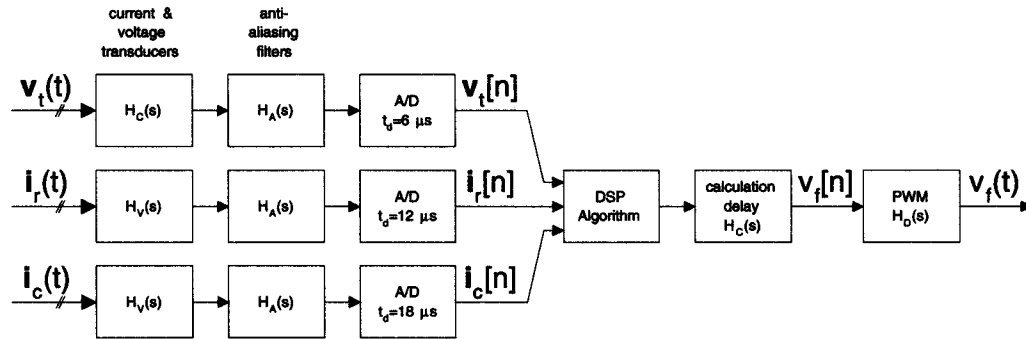 current &
voltage
transducers
anti-
aliasing
filters
v_t(t)
H_C(s)
H_A(s)
A/D
t_d=6 μs
v_t[n]
i_r(t)
H_V(s)
H_A(s)
A/D
t_d=12 μs
i_r[n]
DSP
Algorithm
calculation
delay
H_C(s)
v_f[n]
PWM
H_D(s)
v_f(t)
i_c(t)
H_V(s)
H_A(s)
A/D
t_d=18 μs
i_c[n]